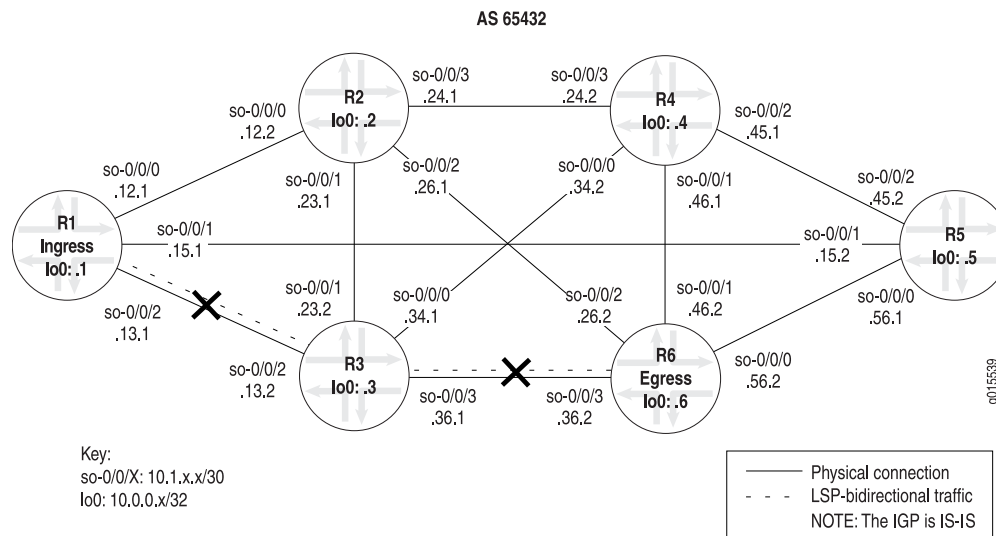 AS 65432
so-0/0/3
.24.1
so-0/0/3
.24.2
R2
lo0: .2
R4
lo0: .4
so-0/0/0
.12.2
so-0/0/2
.45.1
so-0/0/0
.12.1
so-0/0/1
.23.1
so-0/0/2
.26.1
so-0/0/0
.34.2
so-0/0/1
.46.1
so-0/0/2
.45.2
R1
Ingress
lo0: .1
so-0/0/1
.15.1
so-0/0/1
.15.2
R5
lo0: .5
so-0/0/2
.13.1
so-0/0/1
.23.2
so-0/0/0
.34.1
so-0/0/2
.26.2
so-0/0/1
.46.2
so-0/0/0
.56.1
so-0/0/2
.13.2
R3
lo0: .3
R6
Egress
lo0: .6
so-0/0/0
.56.2
so-0/0/3
.36.1
so-0/0/3
.36.2
g015539
Key:
so-0/0/X: 10.1.x.x/30
lo0: 10.0.0.x/32
Physical connection
LSP-bidirectional traffic
NOTE: The IGP is IS-IS